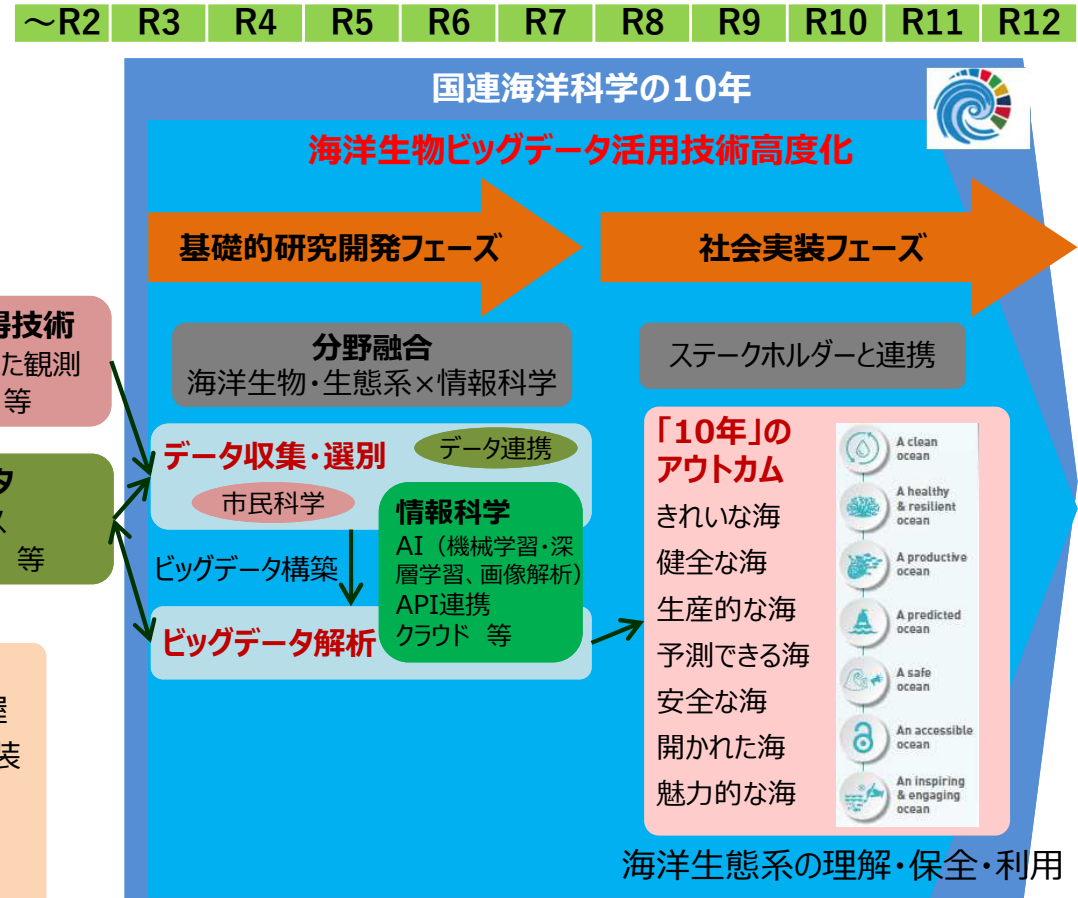 ～R2 R3 R4 R5 R6 R7 R8 R9 R10 R11 R12
国連海洋科学の10年
海洋生物ビッグデータ活用技術高度化
基礎的研究開発フェーズ
社会実装フェーズ
得技術
た観測
等
分野融合
海洋生物・生態系×情報科学
ステークホルダーと連携
タ
ス
等
データ収集・選別
データ連携
市民科学
ビッグデータ構築
情報科学
AI（機械学習・深
層学習、画像解析）
API連携
クラウド 等
ビッグデータ解析
「10年」の
アウトカム
きれいな海
健全な海
生産的な海
予測できる海
安全な海
開かれた海
魅力的な海
A clean
ocean
A healthy
& resilient
ocean
A productive
ocean
A predicted
ocean
A safe
ocean
An accessible
ocean
An inspiring
& engaging
ocean
握
装
海洋生態系の理解・保全・利用